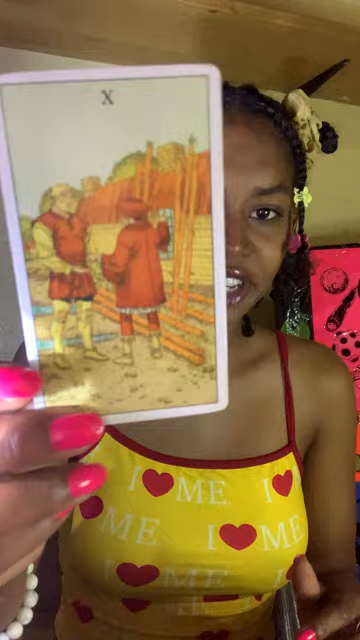 X
I ❤ ME I ❤
ME I ❤ ME
I ❤ ME I